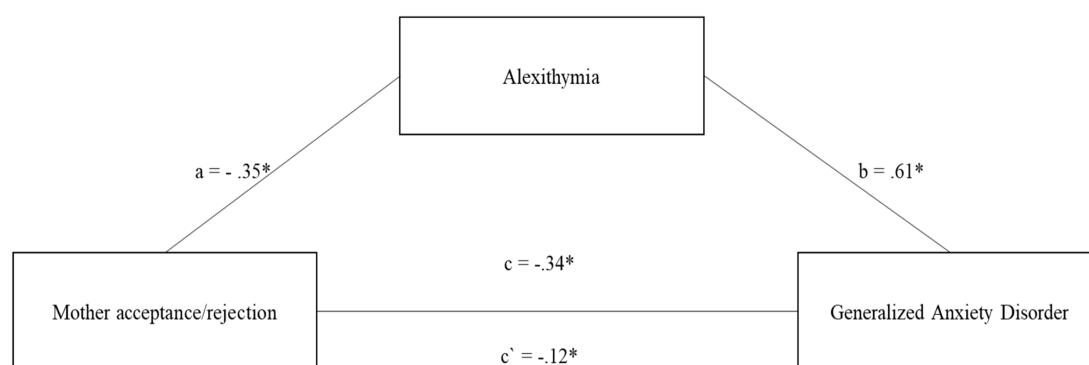 Alexithymia
a = - .35*
b = .61*
c = -.34*
Mother acceptance/rejection
Generalized Anxiety Disorder
c` = -.12*